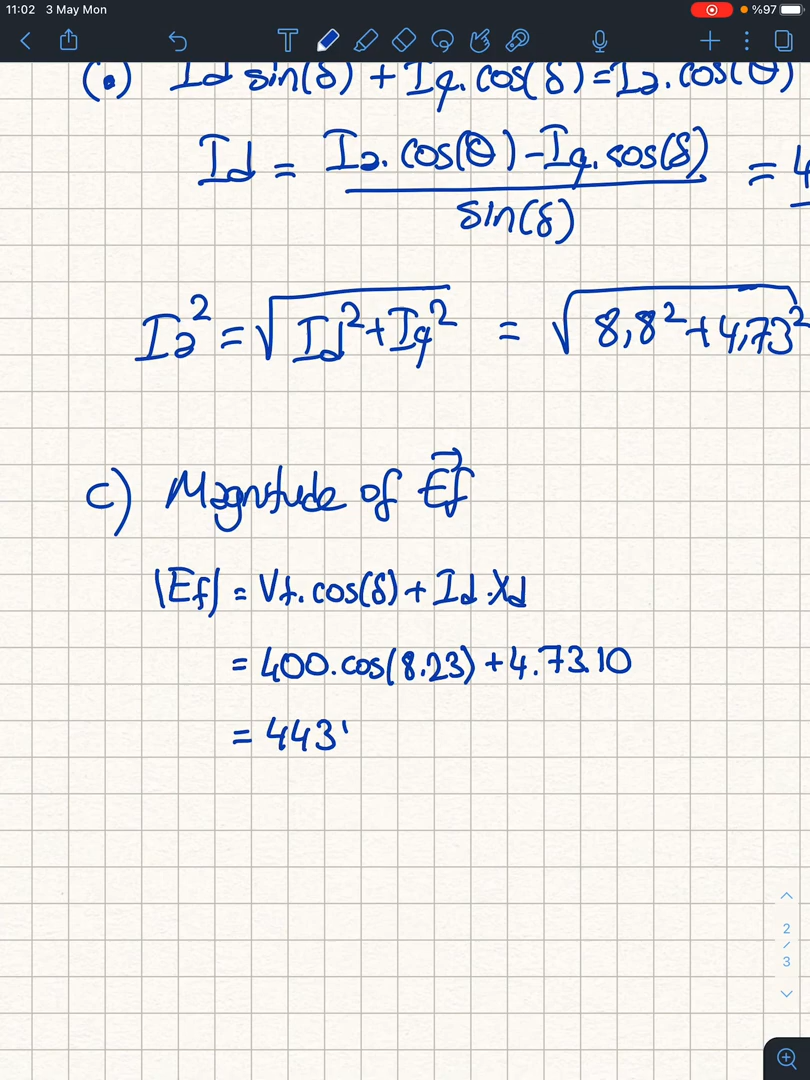 11:02 3 May Mon %97
T
(•) Id sin(δ) + Iq. cos(δ) = Ia. cos(θ)
Id = Ia. cos(θ) - Iq. cos(δ) = 4
sin(δ)
Ia² = √Id² + Iq² = √8,8² + 4,73²
c) Magnitude of Ef
|Ef| = Vt. cos(δ) + Id. Xd
= 400. cos(8.23) + 4.73.10
= 443
2
/
3